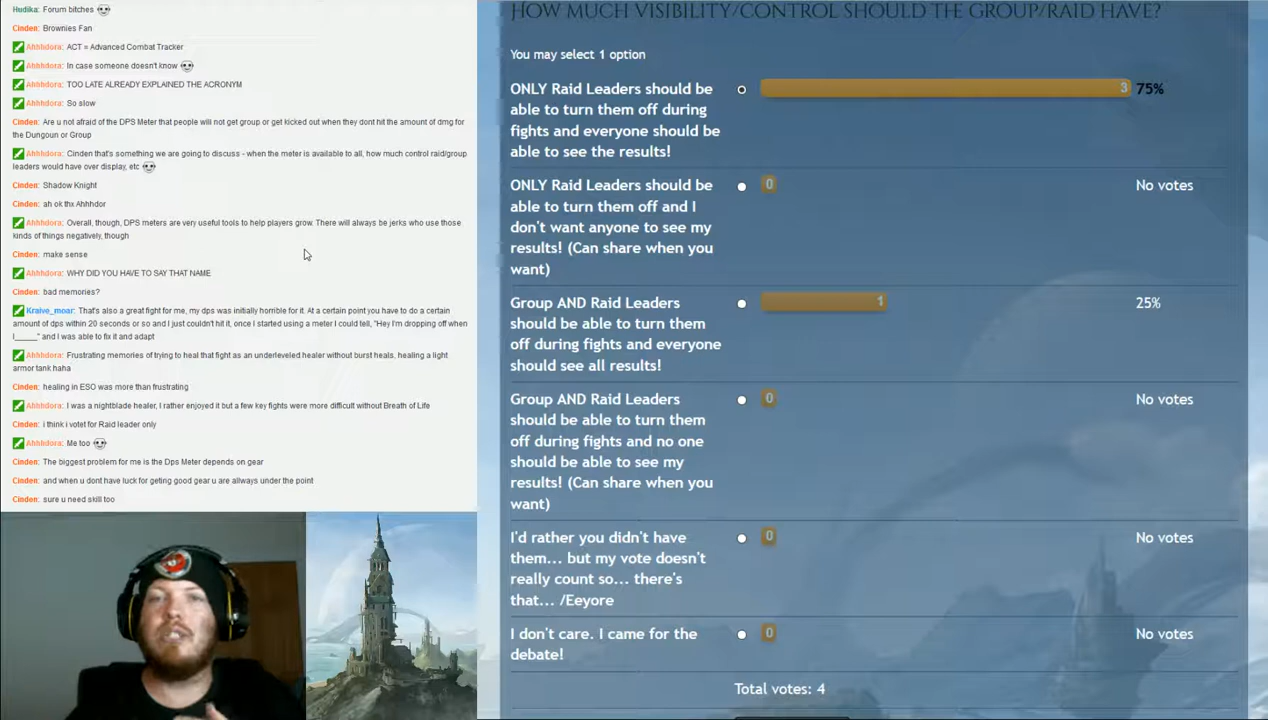 Hudika: Forum bitches
Cinden: Brownies Fan
Ahhhdora: ACT = Advanced Combat Tracker
Ahhhdora: In case someone doesn't know
Ahhhdora: TOO LATE ALREADY EXPLAINED THE ACRONYM
Ahhhdora: So slow
Cinden: Are u not afraid of the DPS Meter that people will not get group or get kicked out when they dont hit the amount of dmg for
the Dungoun or Group
Ahhhdora: Cinden that's something we are going to discuss - when the meter is available to all, how much control raid/group
leaders would have over display, etc
Cinden: Shadow Knight
Cinden: ah ok thx Ahhhdor
Ahhhdora: Overall, though, DPS meters are very useful tools to help players grow. There will always be jerks who use those
kinds of things negatively, though
Cinden: make sense
Ahhhdora: WHY DID YOU HAVE TO SAY THAT NAME
Cinden: bad memories?
Kraive_moar: That's also a great fight for me, my dps was initially horrible for it. At a certain point you have to do a certain
amount of dps within 20 seconds or so and I just couldn't hit it, once I started using a meter I could tell, "Hey I'm dropping off when
I_____" and I was able to fix it and adapt
Ahhhdora: Frustrating memories of trying to heal that fight as an underleveled healer without burst heals, healing a light
armor tank haha
Cinden: healing in ESO was more than frustrating
Ahhhdora: I was a nightblade healer, I rather enjoyed it but a few key fights were more difficult without Breath of Life
Cinden: i think i votet for Raid leader only
Ahhhdora: Me too
Cinden: The biggest problem for me is the Dps Meter depends on gear
Cinden: and when u dont have luck for geting good gear u are allways under the point
Cinden: sure u need skill too
HOW MUCH VISIBILITY/CONTROL SHOULD THE GROUP/RAID HAVE?
You may select 1 option
ONLY Raid Leaders should be
able to turn them off during
fights and everyone should be
able to see the results!
3 75%
ONLY Raid Leaders should be
able to turn them off and I
don't want anyone to see my
results! (Can share when you
want)
0 No votes
Group AND Raid Leaders
should be able to turn them
off during fights and everyone
should see all results!
1 25%
Group AND Raid Leaders
should be able to turn them
off during fights and no one
should be able to see my
results! (Can share when you
want)
0 No votes
I'd rather you didn't have
them... but my vote doesn't
really count so... there's
that... /Eeyore
0 No votes
I don't care. I came for the
debate!
0 No votes
Total votes: 4